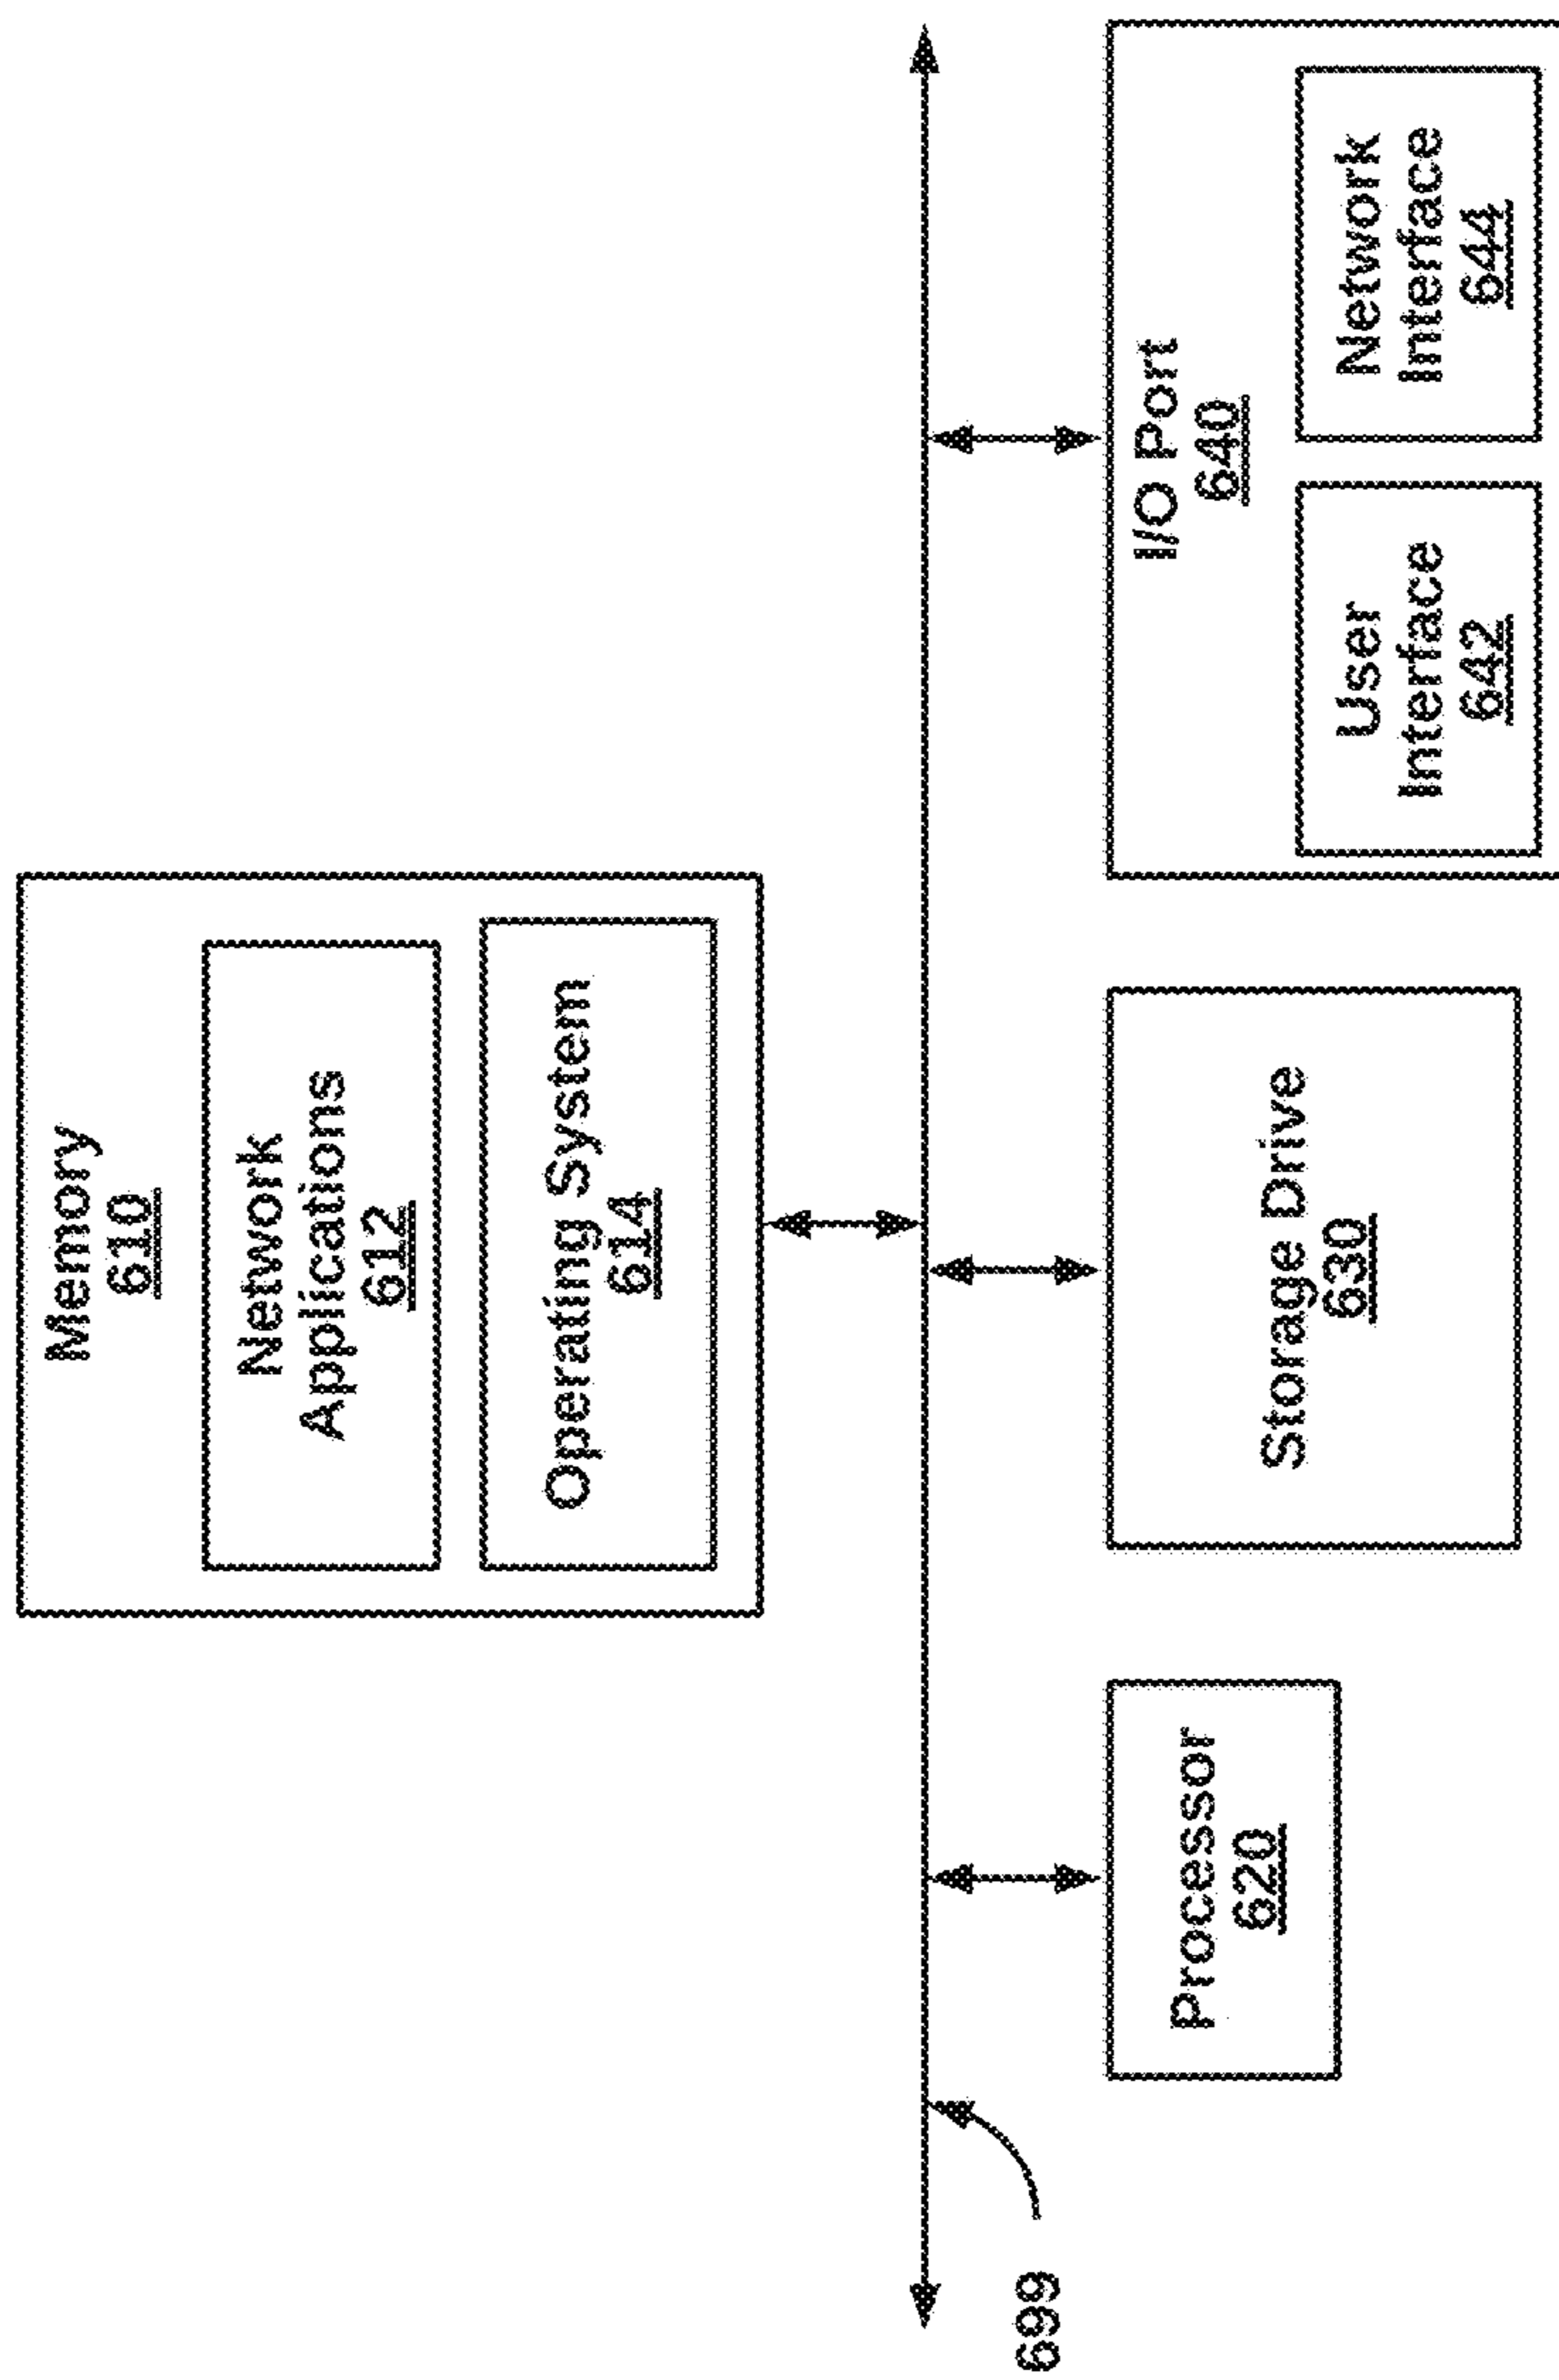 Memory
610
Network
Applications
612
Operating System
614
699
Processor
620
Storage Drive
630
I/O Port
640
User
Interface
642
Network
Interface
644